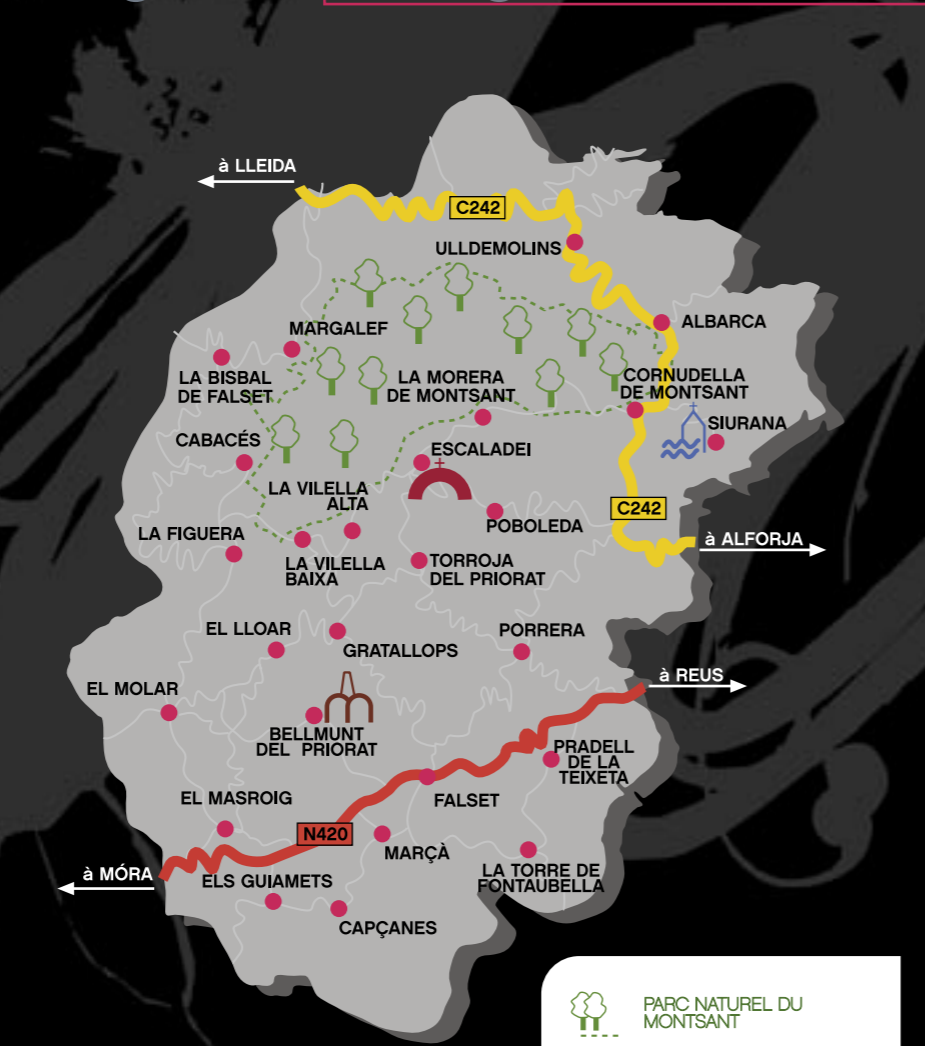 à LLEIDA
C242
ULLDEMOLINS
ALBARCA
MARGALEF
LA BISBAL
DE FALSET
LA MORERA
DE MONTSANT
CORNUDELLA
DE MONTSANT
SIURANA
CABACÉS
ESCALADEI
LA VILELLA
ALTA
C242
POBOLEDA
LA FIGUERA
à ALFORJA
LA VILELLA
BAIXA
TORROJA
DEL PRIORAT
EL LLOAR
GRATALLOPS
PORRERA
à REUS
EL MOLAR
BELLMUNT
DEL PRIORAT
PRADELL
DE LA
TEIXETA
EL MASROIG
FALSET
N420
MARÇÀ
à MÓRA
ELS GUIAMETS
LA TORRE DE
FONTAUBELLA
CAPÇANES
PARC NATUREL DU
MONTSANT